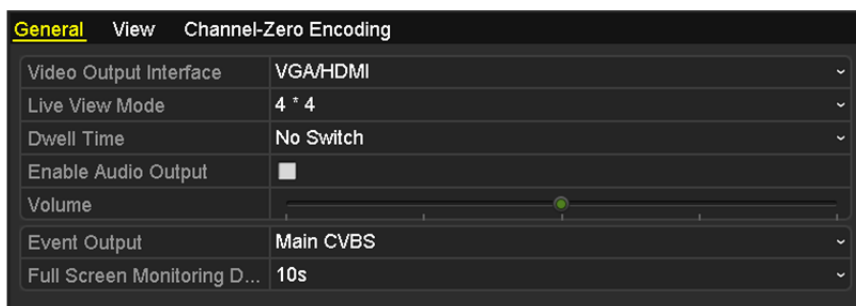 General View Channel-Zero Encoding
Video Output Interface VGA/HDMI
Live View Mode 4 * 4
Dwell Time No Switch
Enable Audio Output
Volume
Event Output Main CVBS
Full Screen Monitoring D... 10s